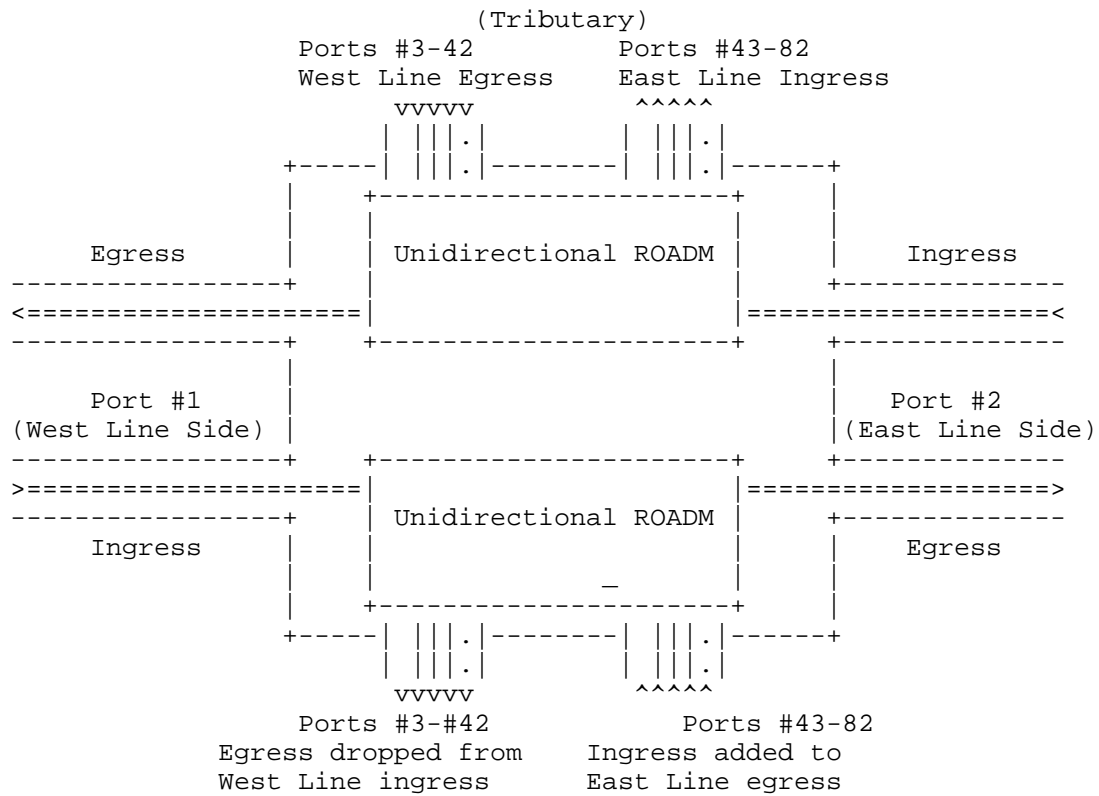 (Tributary)
Ports #3-42 Ports #43-82
West Line Egress East Line Ingress
vvvvv ^^^^^
Egress Unidirectional ROADM Ingress
Port #1 Port #2
(West Line Side) (East Line Side)
Unidirectional ROADM
Ingress Egress
_
vvvvv ^^^^^
Ports #3-#42 Ports #43-82
Egress dropped from Ingress added to
West Line ingress East Line egress